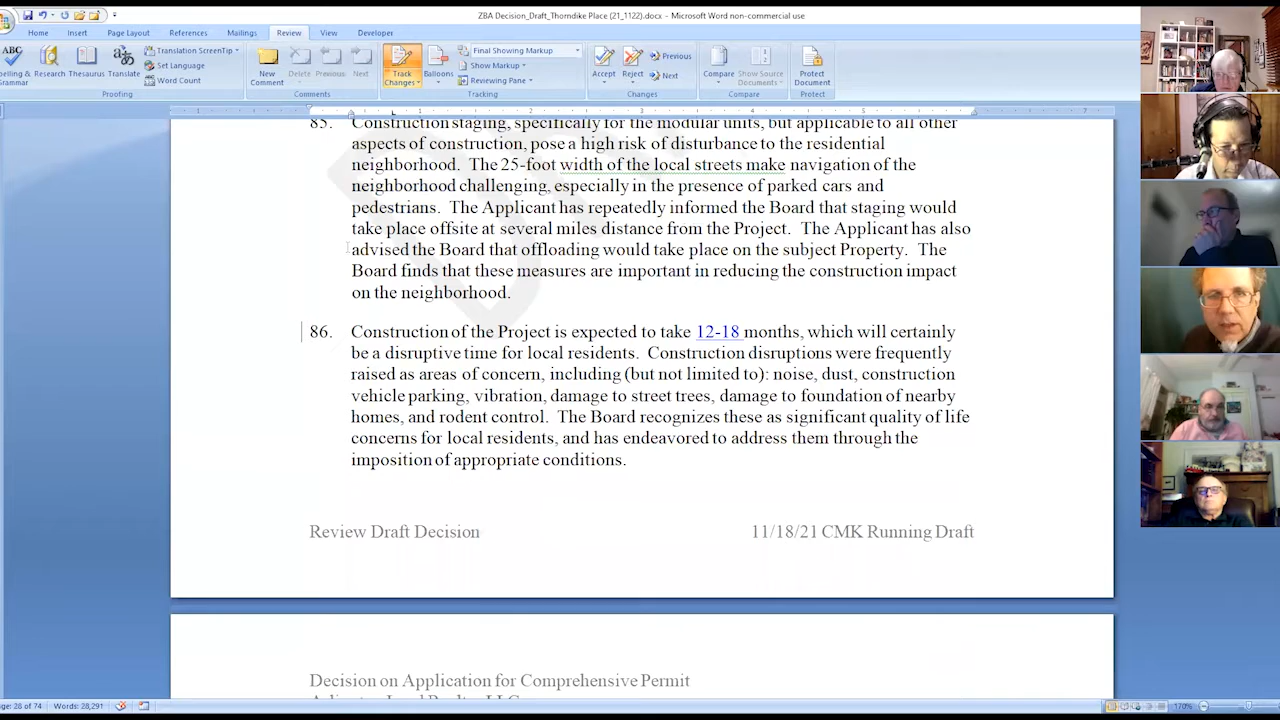 ZBA Decision_Draft_Thorndike Place (21_1122).docx - Microsoft Word non-commercial use
Home Insert Page Layout References Mailings Review View Developer
ABC
Spelling & Grammar Research Thesaurus Translate
Translation ScreenTip
Set Language
Word Count
Proofing
New Comment Delete Previous Next
Comments
Track Changes Balloons
Final Showing Markup
Show Markup
Reviewing Pane
Tracking
Accept Reject Previous
Next
Changes
Compare Show Source Documents
Compare
Protect Document
Protect
85. Construction staging, specifically for the modular units, but applicable to all other
aspects of construction, pose a high risk of disturbance to the residential
neighborhood. The 25-foot width of the local streets make navigation of the
neighborhood challenging, especially in the presence of parked cars and
pedestrians. The Applicant has repeatedly informed the Board that staging would
take place offsite at several miles distance from the Project. The Applicant has also
advised the Board that offloading would take place on the subject Property. The
Board finds that these measures are important in reducing the construction impact
on the neighborhood.
86. Construction of the Project is expected to take 12-18 months, which will certainly
be a disruptive time for local residents. Construction disruptions were frequently
raised as areas of concern, including (but not limited to): noise, dust, construction
vehicle parking, vibration, damage to street trees, damage to foundation of nearby
homes, and rodent control. The Board recognizes these as significant quality of life
concerns for local residents, and has endeavored to address them through the
imposition of appropriate conditions.
Review Draft Decision 11/18/21 CMK Running Draft
Decision on Application for Comprehensive Permit
Page: 28 of 74 Words: 28,291 170%